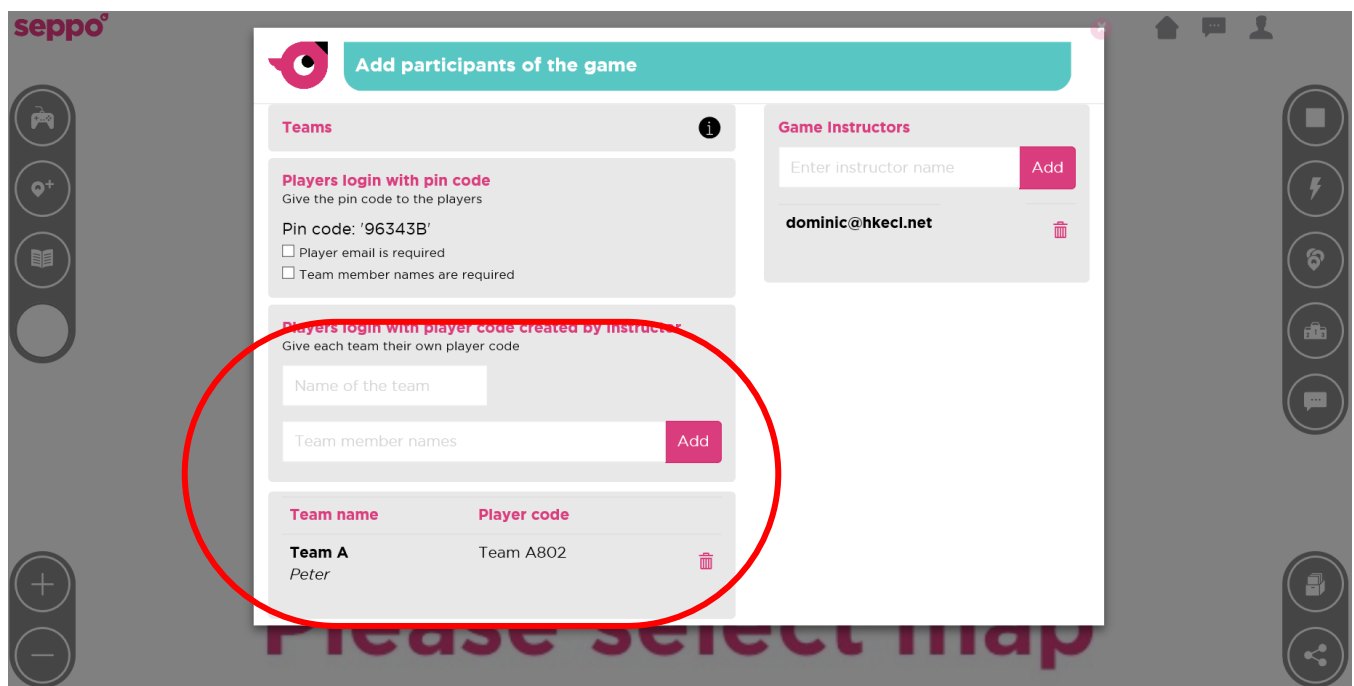 seppo
Add participants of the game
Teams
Players login with pin code
Give the pin code to the players
Pin code: '96343B'
Player email is required
Team member names are required
Players login with player code created by instructor
Give each team their own player code
Name of the team
Team member names
Add
Team name Player code
Team A Team A802
Peter
Game Instructors
Enter instructor name Add
dominic@hkecl.net
Please select map